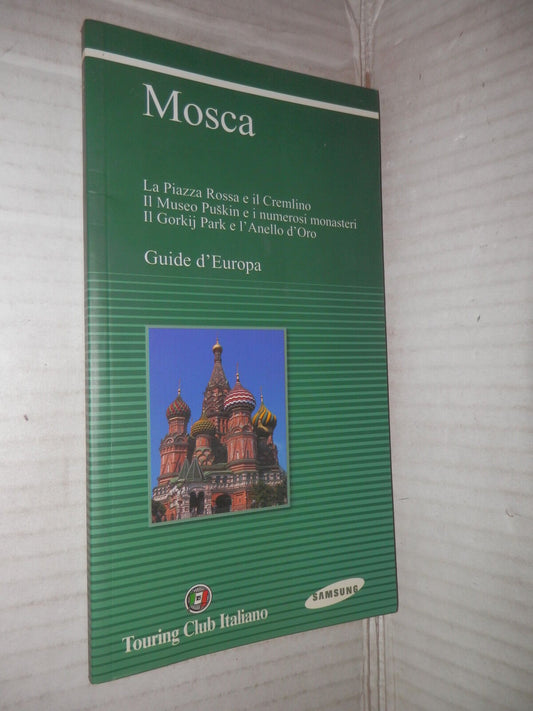 Mosca
La Piazza Rossa e il Cremlino
Il Museo Puškin e i numerosi monasteri
Il Gorkij Park e l'Anello d'Oro
Guide d'Europa
Touring Club Italiano
SAMSUNG